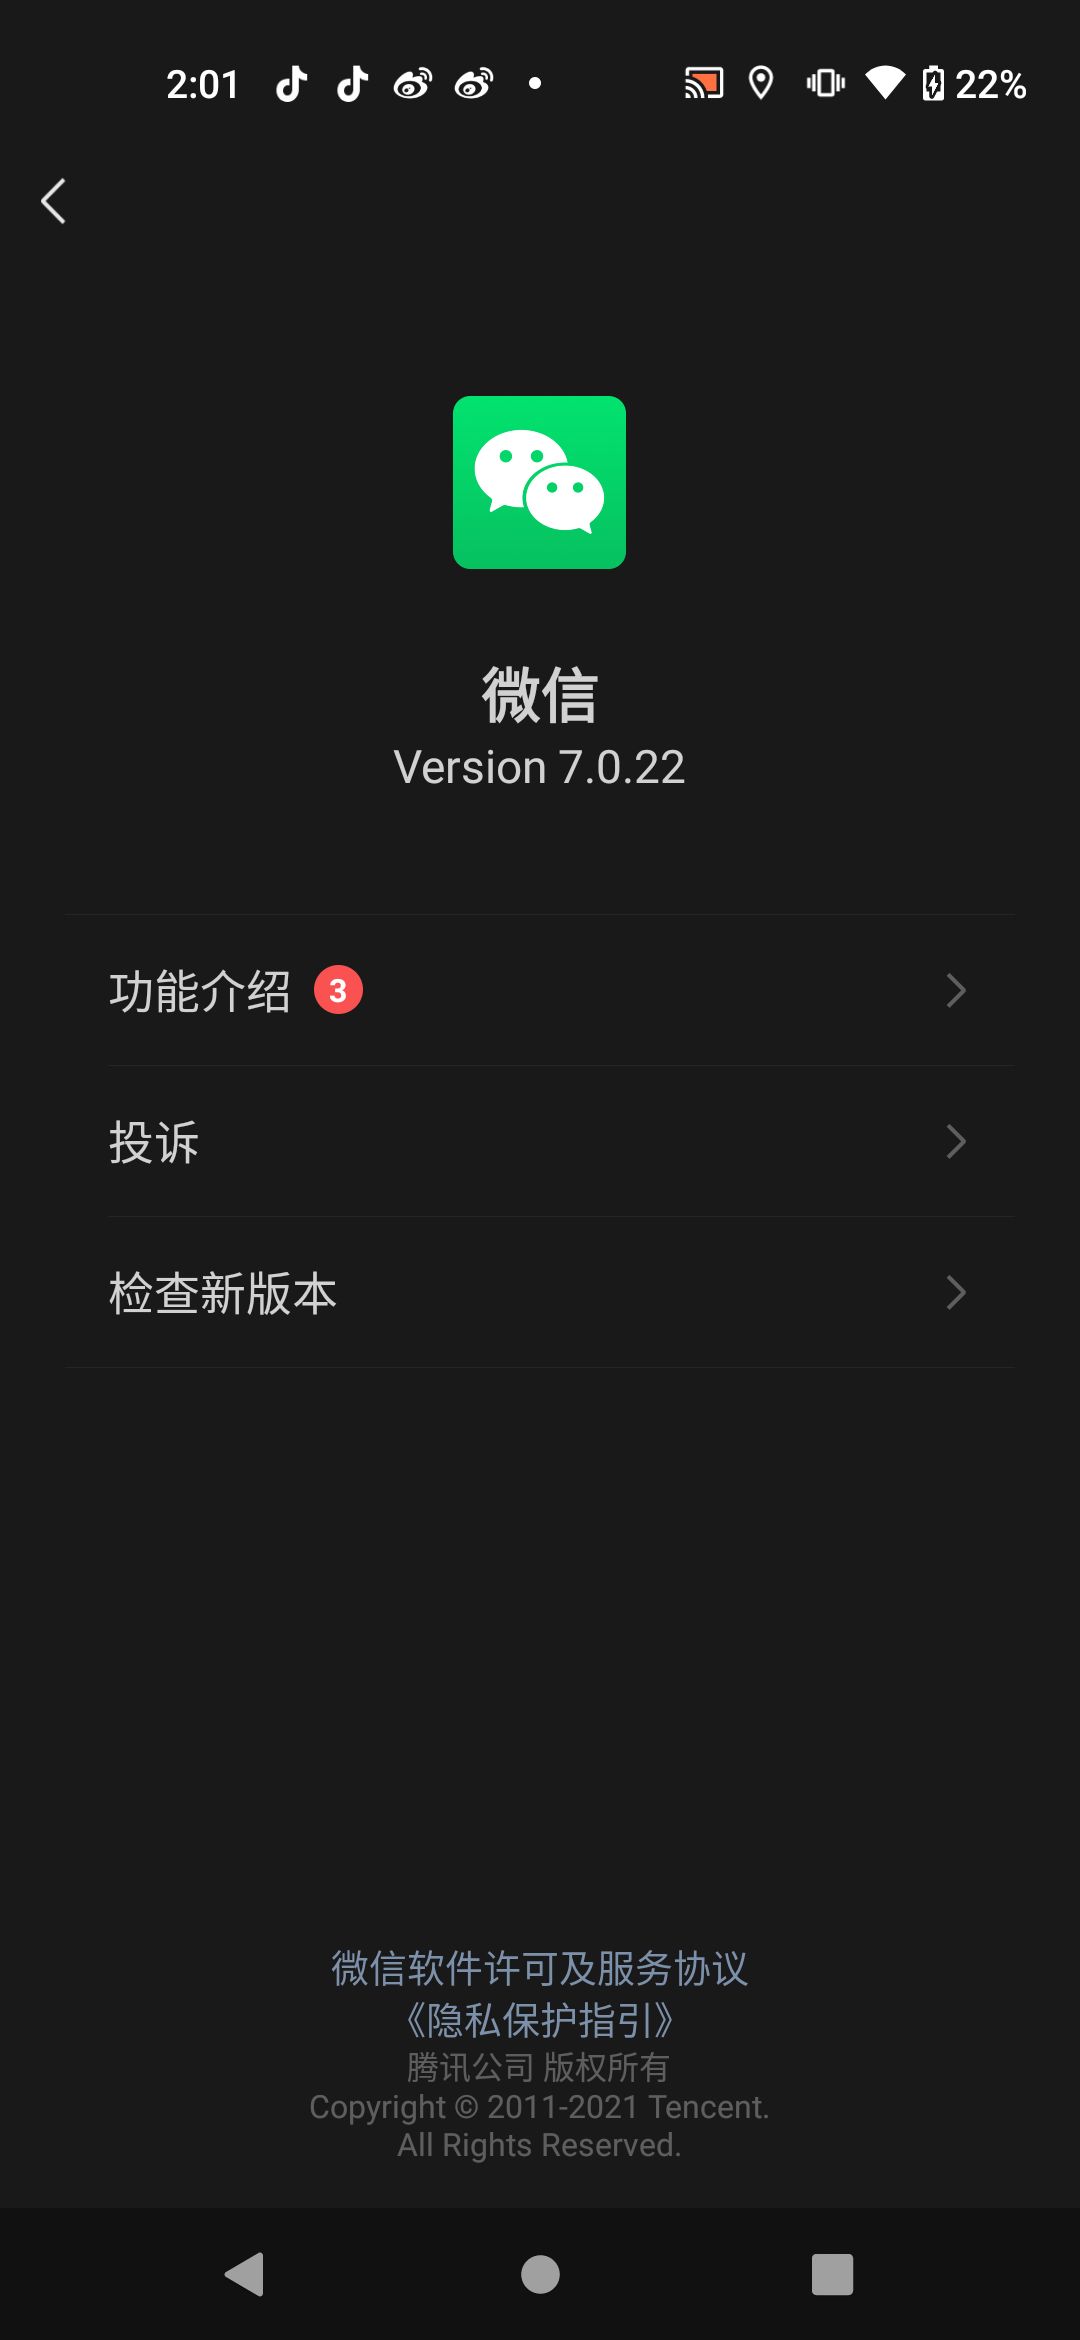 2:01
22%
微信
Version 7.0.22
功能介绍 3
投诉
检查新版本
微信软件许可及服务协议
《隐私保护指引》
腾讯公司 版权所有
Copyright © 2011-2021 Tencent.
All Rights Reserved.